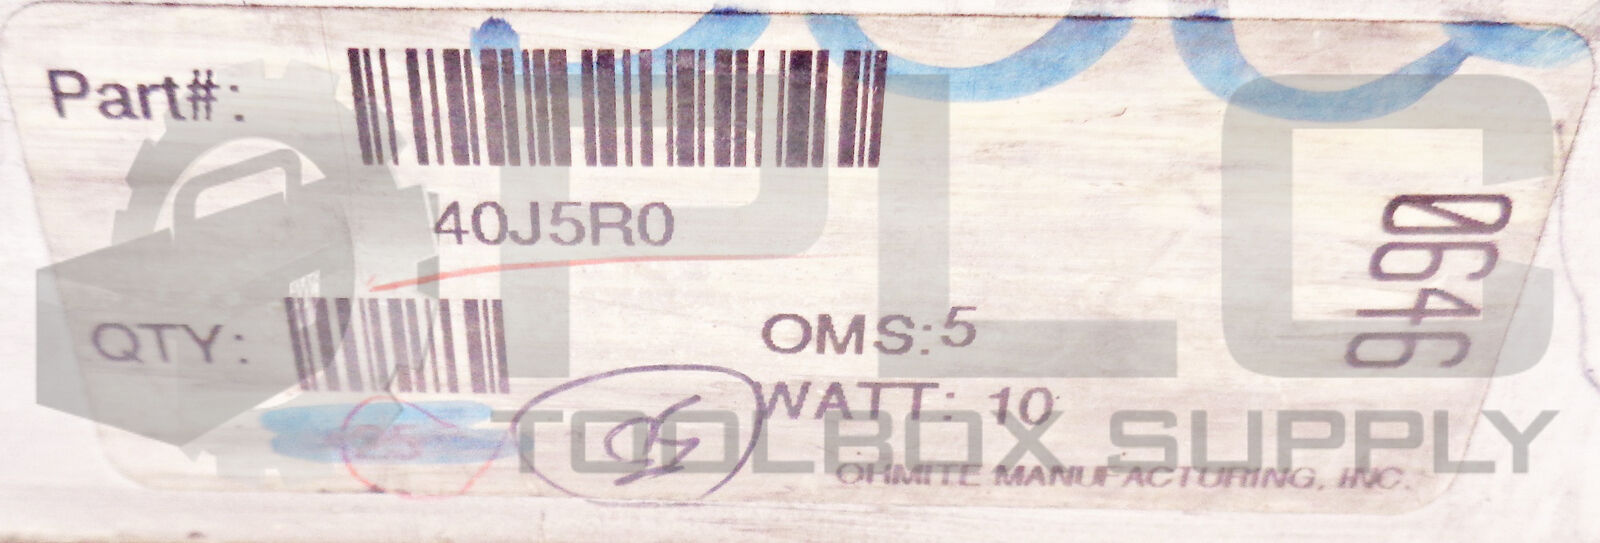 Part#:
40J5R0
QTY:
OMS:5
WATT: 10
OHMITE MANUFACTURING, INC.
0646
PLC
TOOLBOX SUPPLY